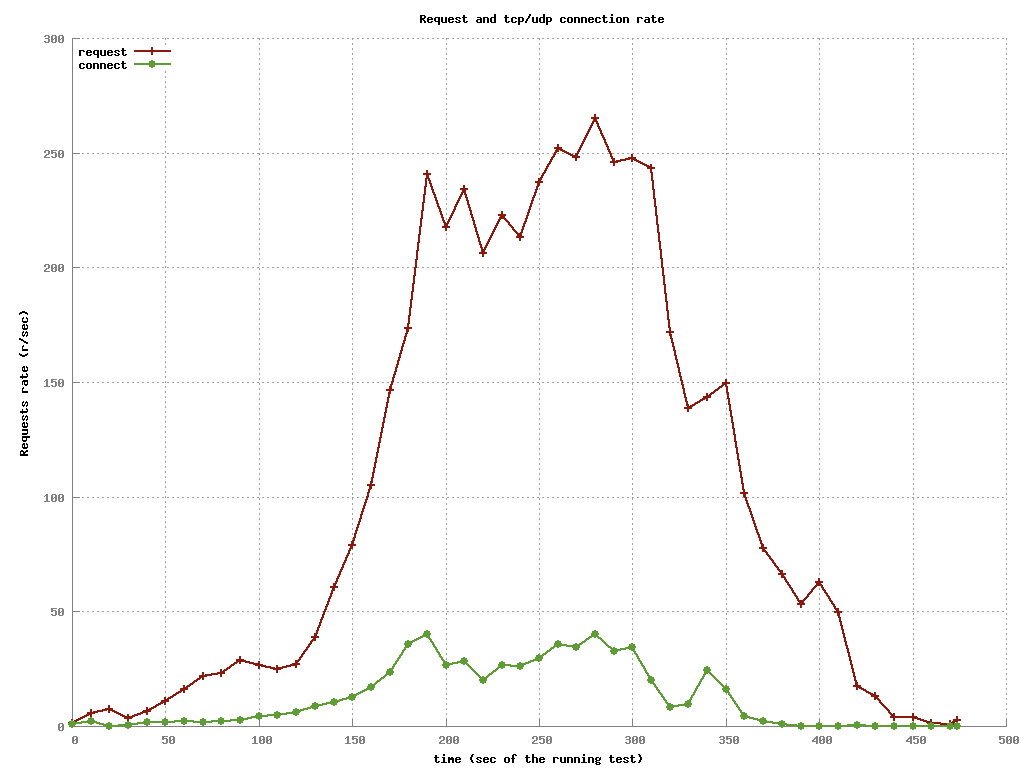 Request and tcp/udp connection rate
300
request
connect
250
200
Requests rate (r/sec)
150
100
50
0
0 50 100 150 200 250 300 350 400 450 500
time (sec of the running test)